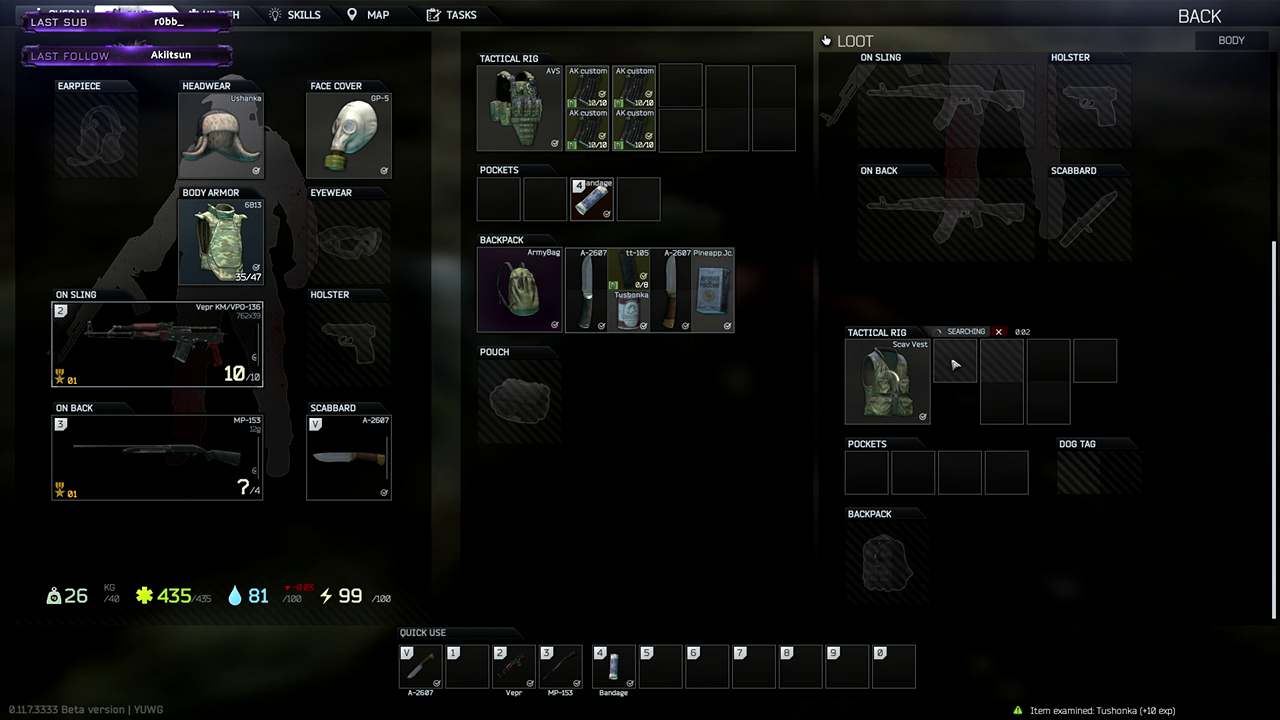 LAST SUB r0bb_
SKILLS
MAP
TASKS
BACK
LAST FOLLOW Akiitsun
LOOT
BODY
EARPIECE
HEADWEAR
Ushanka
FACE COVER
GP-5
TACTICAL RIG
AVS
AK custom
10/10
AK custom
10/10
AK custom
10/10
AK custom
10/10
ON SLING
HOLSTER
BODY ARMOR
6B13
35/47
EYEWEAR
POCKETS
4
ON BACK
SCABBARD
ON SLING
2
Vepr KM/VPO-136
762x39
01
10/10
HOLSTER
BACKPACK
ArmyBag
A-2607
tt-105
0/8
Tushonka
A-2607
Pineapp.Jc.
POUCH
TACTICAL RIG
SEARCHING
0:02
Scav Vest
ON BACK
3
MP-153
12g
01
?/4
SCABBARD
V
A-2607
POCKETS
DOG TAG
BACKPACK
26
KG
/40
435/435
81
/100
99
/100
QUICK USE
V
1
2
3
4
5
6
7
8
9
0
A-2607
Vepr
MP-153
Bandage
0.11.7.3333 Beta version | YUWG
Item examined: Tushonka (+10 exp)